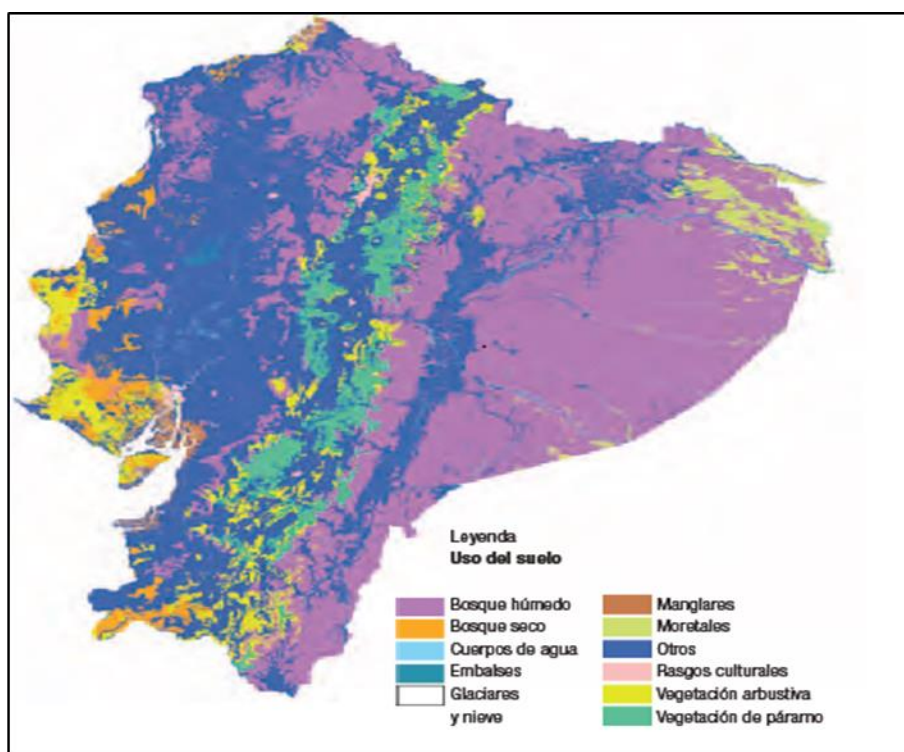 Leyenda
Uso del suelo
Bosque húmedo
Bosque seco
Cuerpos de agua
Embalses
Glaciares
y nieve
Manglares
Moretales
Otros
Rasgos culturales
Vegetación arbustiva
Vegetación de páramo